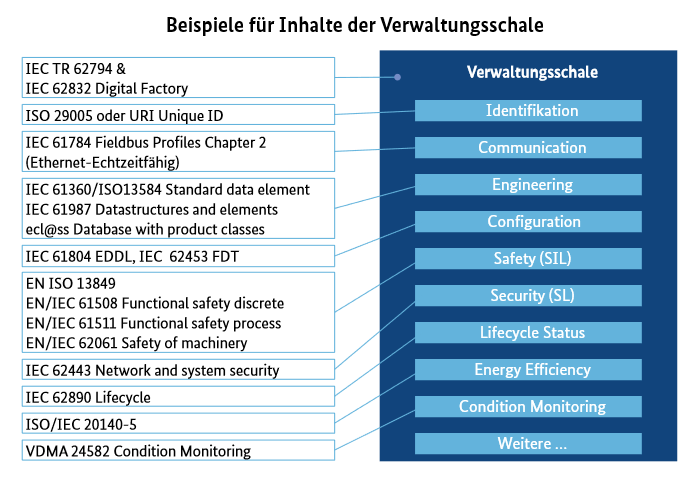 Beispiele für Inhalte der Verwaltungsschale
IEC TR 62794 &
IEC 62832 Digital Factory
ISO 29005 oder URI Unique ID
IEC 61784 Fieldbus Profiles Chapter 2
(Ethernet-Echtzeitfähig)
IEC 61360/ISO13584 Standard data element
IEC 61987 Datastructures and elements
ecl@ss Database with product classes
IEC 61804 EDDL, IEC 62453 FDT
EN ISO 13849
EN/IEC 61508 Functional safety discrete
EN/IEC 61511 Functional safety process
EN/IEC 62061 Safety of machinery
IEC 62443 Network and system security
IEC 62890 Lifecycle
ISO/IEC 20140-5
VDMA 24582 Condition Monitoring
Verwaltungsschale
Identifikation
Communication
Engineering
Configuration
Safety (SIL)
Security (SL)
Lifecycle Status
Energy Efficiency
Condition Monitoring
Weitere ...